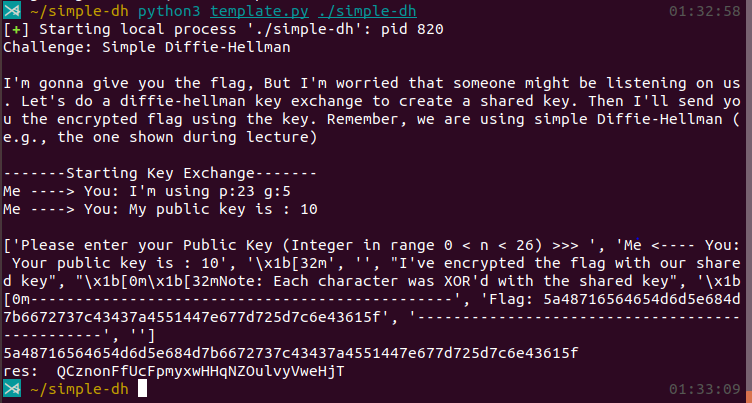 ~/simple-dh python3 template.py ./simple-dh 01:32:58
[+] Starting local process './simple-dh': pid 820
Challenge: Simple Diffie-Hellman
I'm gonna give you the flag, But I'm worried that someone might be listening on us
. Let's do a diffie-hellman key exchange to create a shared key. Then I'll send yo
u the encrypted flag using the key. Remember, we are using simple Diffie-Hellman (
e.g., the one shown during lecture)
-------Starting Key Exchange-------
Me ----> You: I'm using p:23 g:5
Me ----> You: My public key is : 10
['Please enter your Public Key (Integer in range 0 < n < 26) >>> ', 'Me <---- You:
 Your public key is : 10', '\x1b[32m', '', "I've encrypted the flag with our share
d key", "\x1b[0m\x1b[32mNote: Each character was XOR'd with the shared key", '\x1b
[0m----------------------------------------------', 'Flag: 5a48716564654d6d5e684d
7b6672737c43437a4551447e677d725d7c6e43615f', '-----------------------------------
-----------', '']
5a48716564654d6d5e684d7b6672737c43437a4551447e677d725d7c6e43615f
res:  QCznonFfUcFpmyxwHHqNZOulvyVweHjT
~/simple-dh 01:33:09